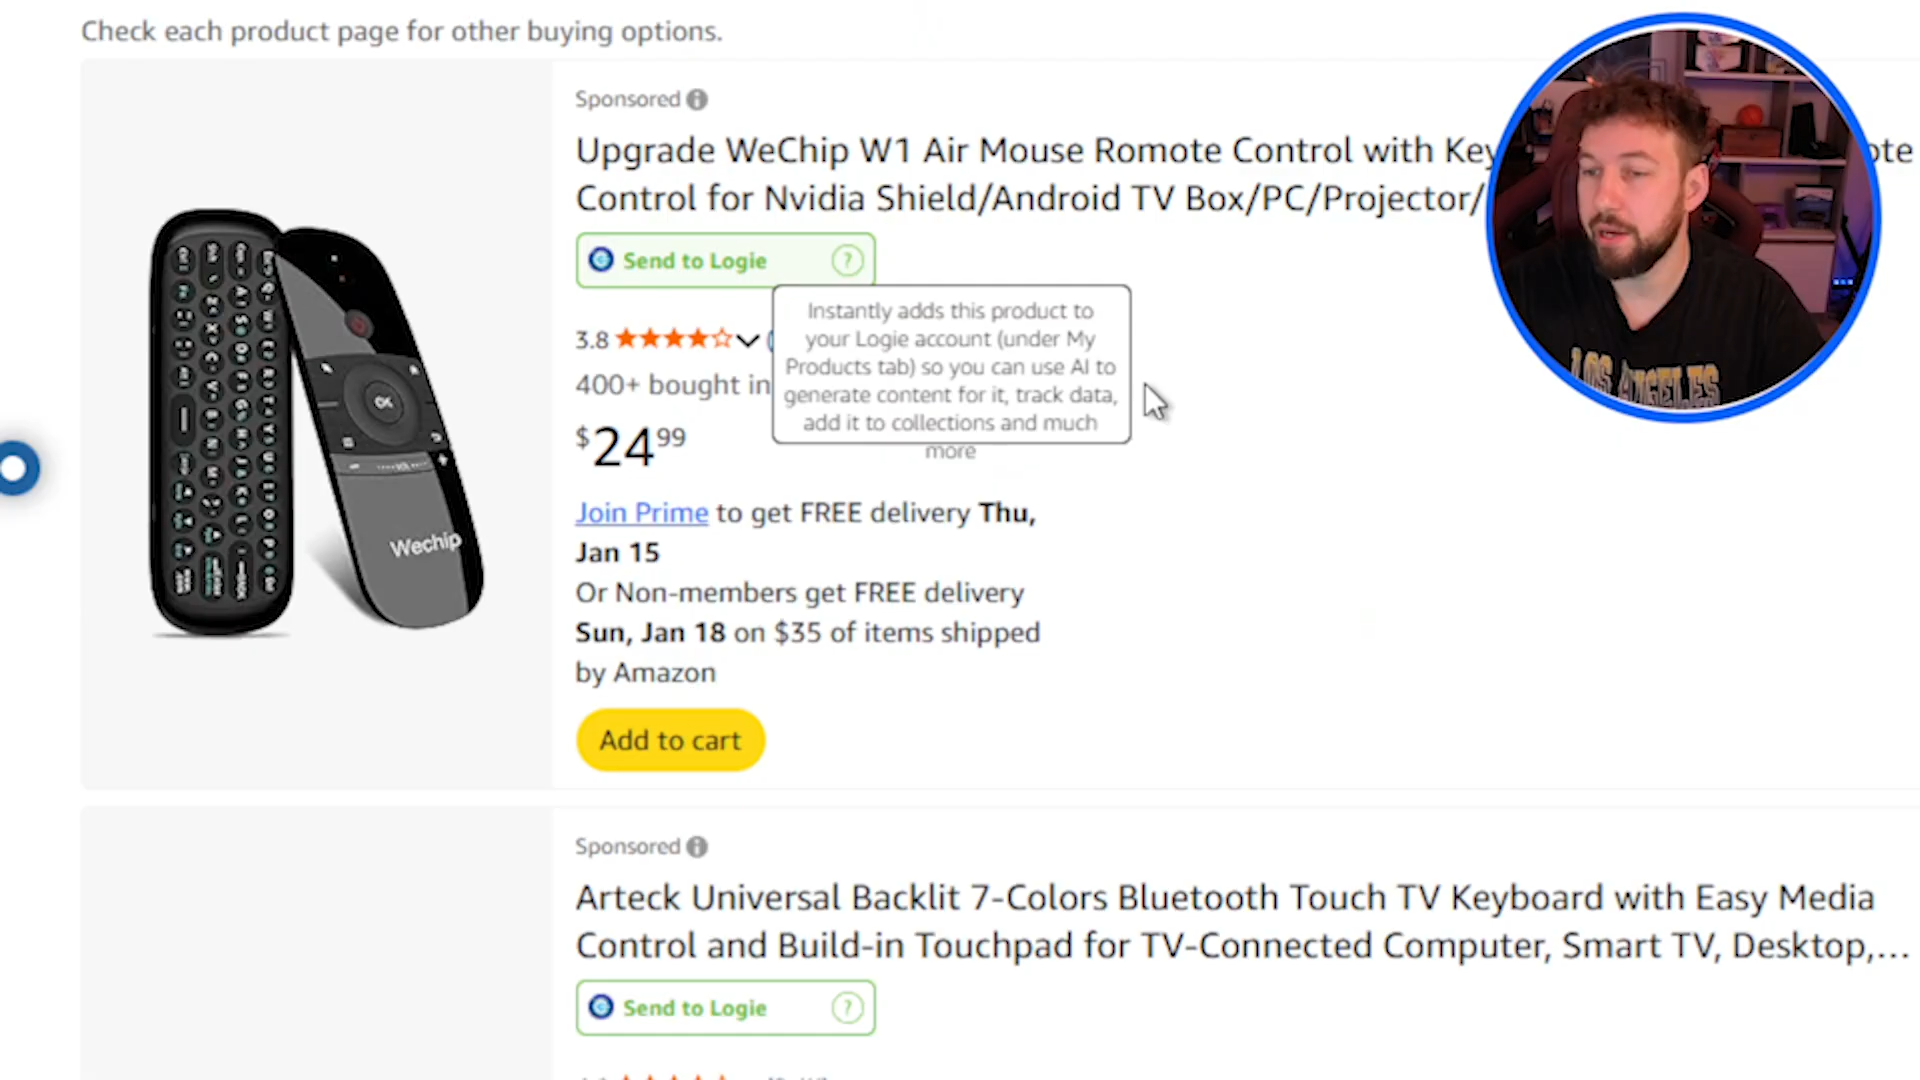 Check each product page for other buying options.
Sponsored
Upgrade WeChip W1 Air Mouse Romote Control with Key
Control for Nvidia Shield/Android TV Box/PC/Projector/
Send to Logie ?
Instantly adds this product to
your Logie account (under My
Products tab) so you can use AI to
generate content for it, track data,
add it to collections and much
more
3.8
400+ bought in
$24.99
Join Prime to get FREE delivery Thu,
Jan 15
Or Non-members get FREE delivery
Sun, Jan 18 on $35 of items shipped
by Amazon
Add to cart
OK
Wechip
LOS ANGELES
Sponsored
Arteck Universal Backlit 7-Colors Bluetooth Touch TV Keyboard with Easy Media
Control and Build-in Touchpad for TV-Connected Computer, Smart TV, Desktop,...
Send to Logie ?